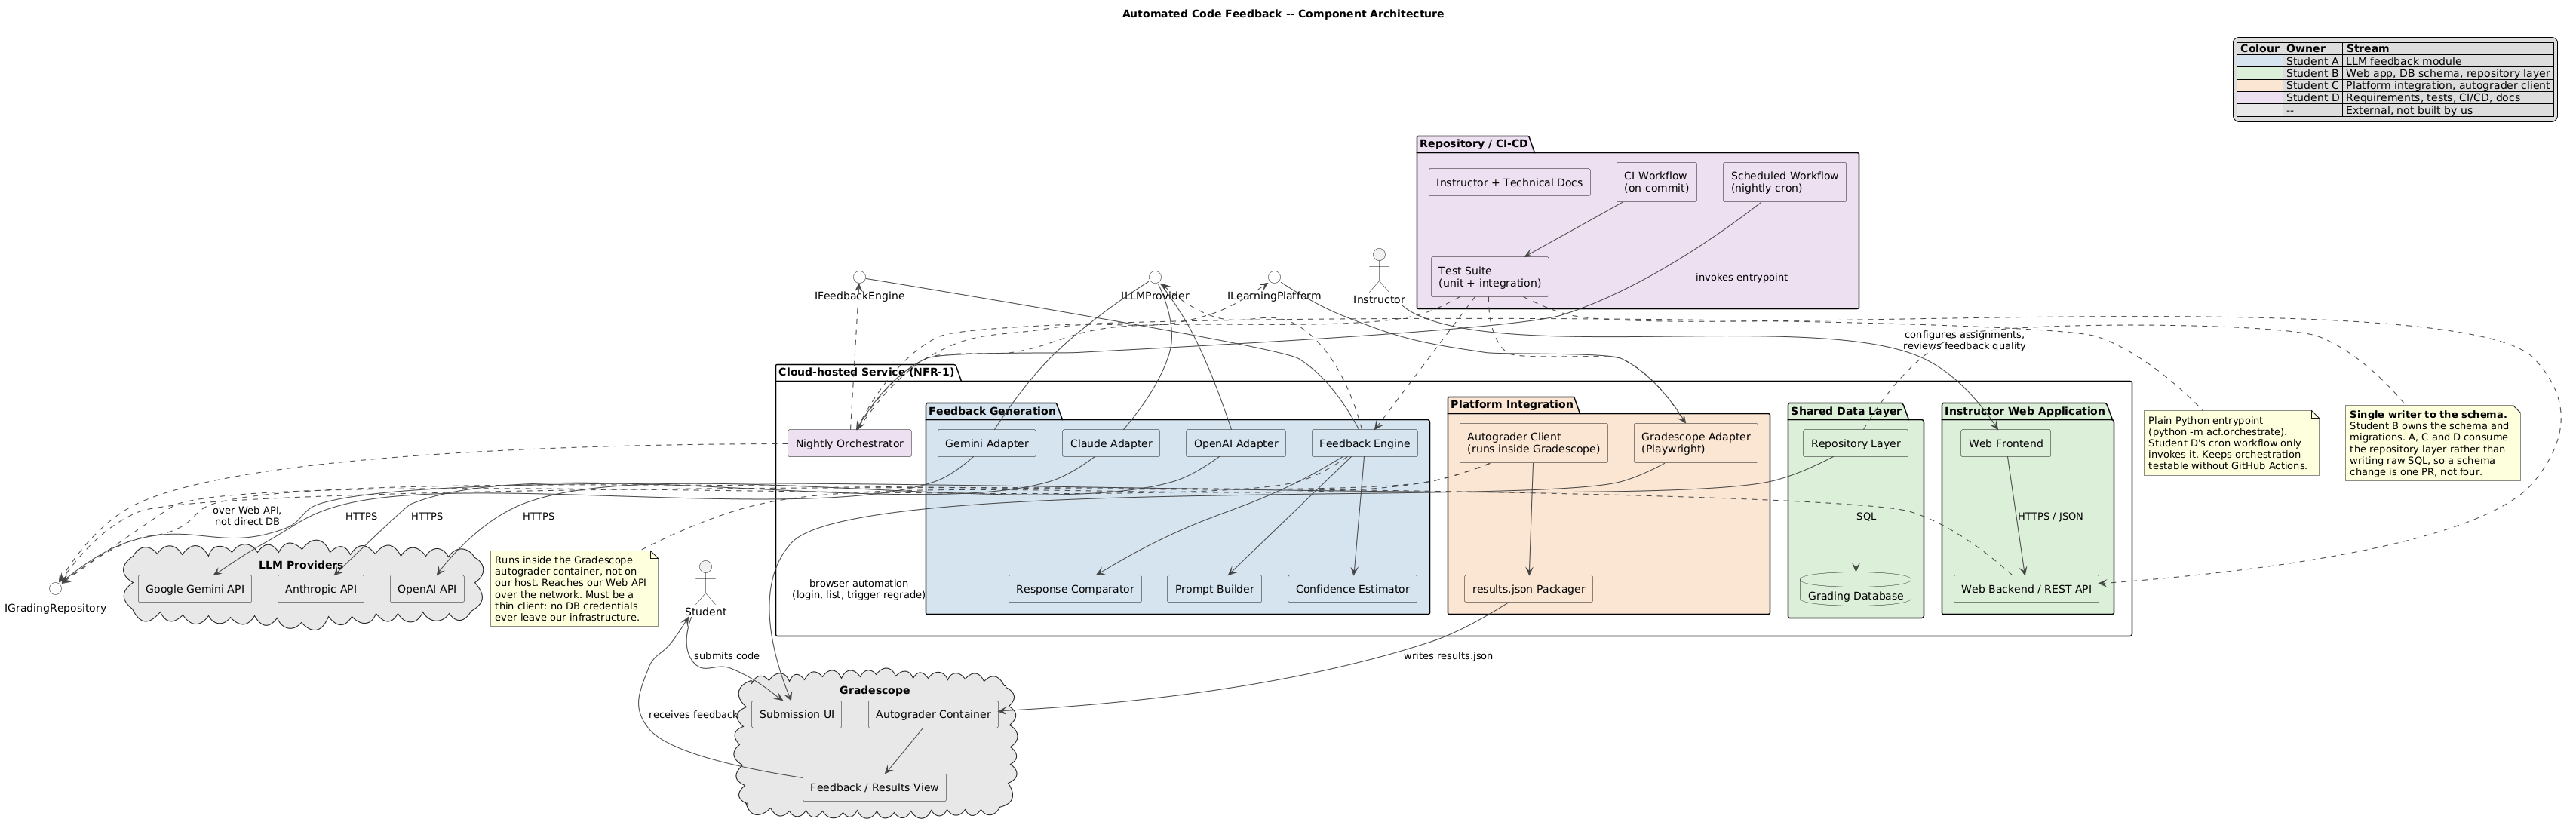 Automated Code Feedback -- Component Architecture
Colour Owner Stream
Student A LLM feedback module
Student B Web app, DB schema, repository layer
Student C Platform integration, autograder client
Student D Requirements, tests, CI/CD, docs
-- External, not built by us
Repository / CI-CD
Instructor + Technical Docs
CI Workflow
(on commit)
Scheduled Workflow
(nightly cron)
Test Suite
(unit + integration)
invokes entrypoint
IFeedbackEngine
ILLMProvider
ILearningPlatform
Instructor
configures assignments,
reviews feedback quality
Cloud-hosted Service (NFR-1)
Nightly Orchestrator
Feedback Generation
Gemini Adapter
Claude Adapter
OpenAI Adapter
Feedback Engine
Response Comparator
Prompt Builder
Confidence Estimator
Platform Integration
Autograder Client
(runs inside Gradescope)
Gradescope Adapter
(Playwright)
results.json Packager
Shared Data Layer
Repository Layer
SQL
Grading Database
Instructor Web Application
Web Frontend
HTTPS / JSON
Web Backend / REST API
Plain Python entrypoint
(python -m acf.orchestrate).
Student D's cron workflow only
invokes it. Keeps orchestration
testable without GitHub Actions.
Single writer to the schema.
Student B owns the schema and
migrations. A, C and D consume
the repository layer rather than
writing raw SQL, so a schema
change is one PR, not four.
over Web API,
not direct DB
HTTPS
HTTPS
HTTPS
IGradingRepository
LLM Providers
Google Gemini API
Anthropic API
OpenAI API
Runs inside the Gradescope
autograder container, not on
our host. Reaches our Web API
over the network. Must be a
thin client: no DB credentials
ever leave our infrastructure.
Student
browser automation
(login, list, trigger regrade)
submits code
writes results.json
receives feedback
Gradescope
Submission UI
Autograder Container
Feedback / Results View